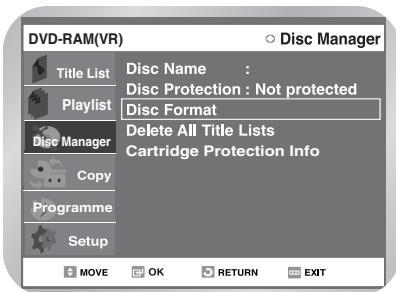 DVD-RAM(VR) Disc Manager
Title List
Playlist
Disc Manager
Copy
Programme
Setup
Disc Name :
Disc Protection : Not protected
Disc Format
Delete All Title Lists
Cartridge Protection Info
MOVE OK RETURN EXIT